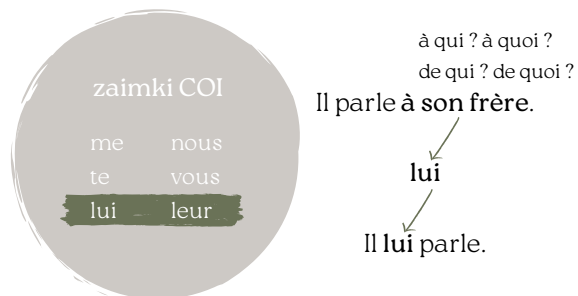 zaimki COI
me nous
te vous
lui leur
à qui ? à quoi ?
de qui ? de quoi ?
Il parle à son frère.
lui
Il lui parle.